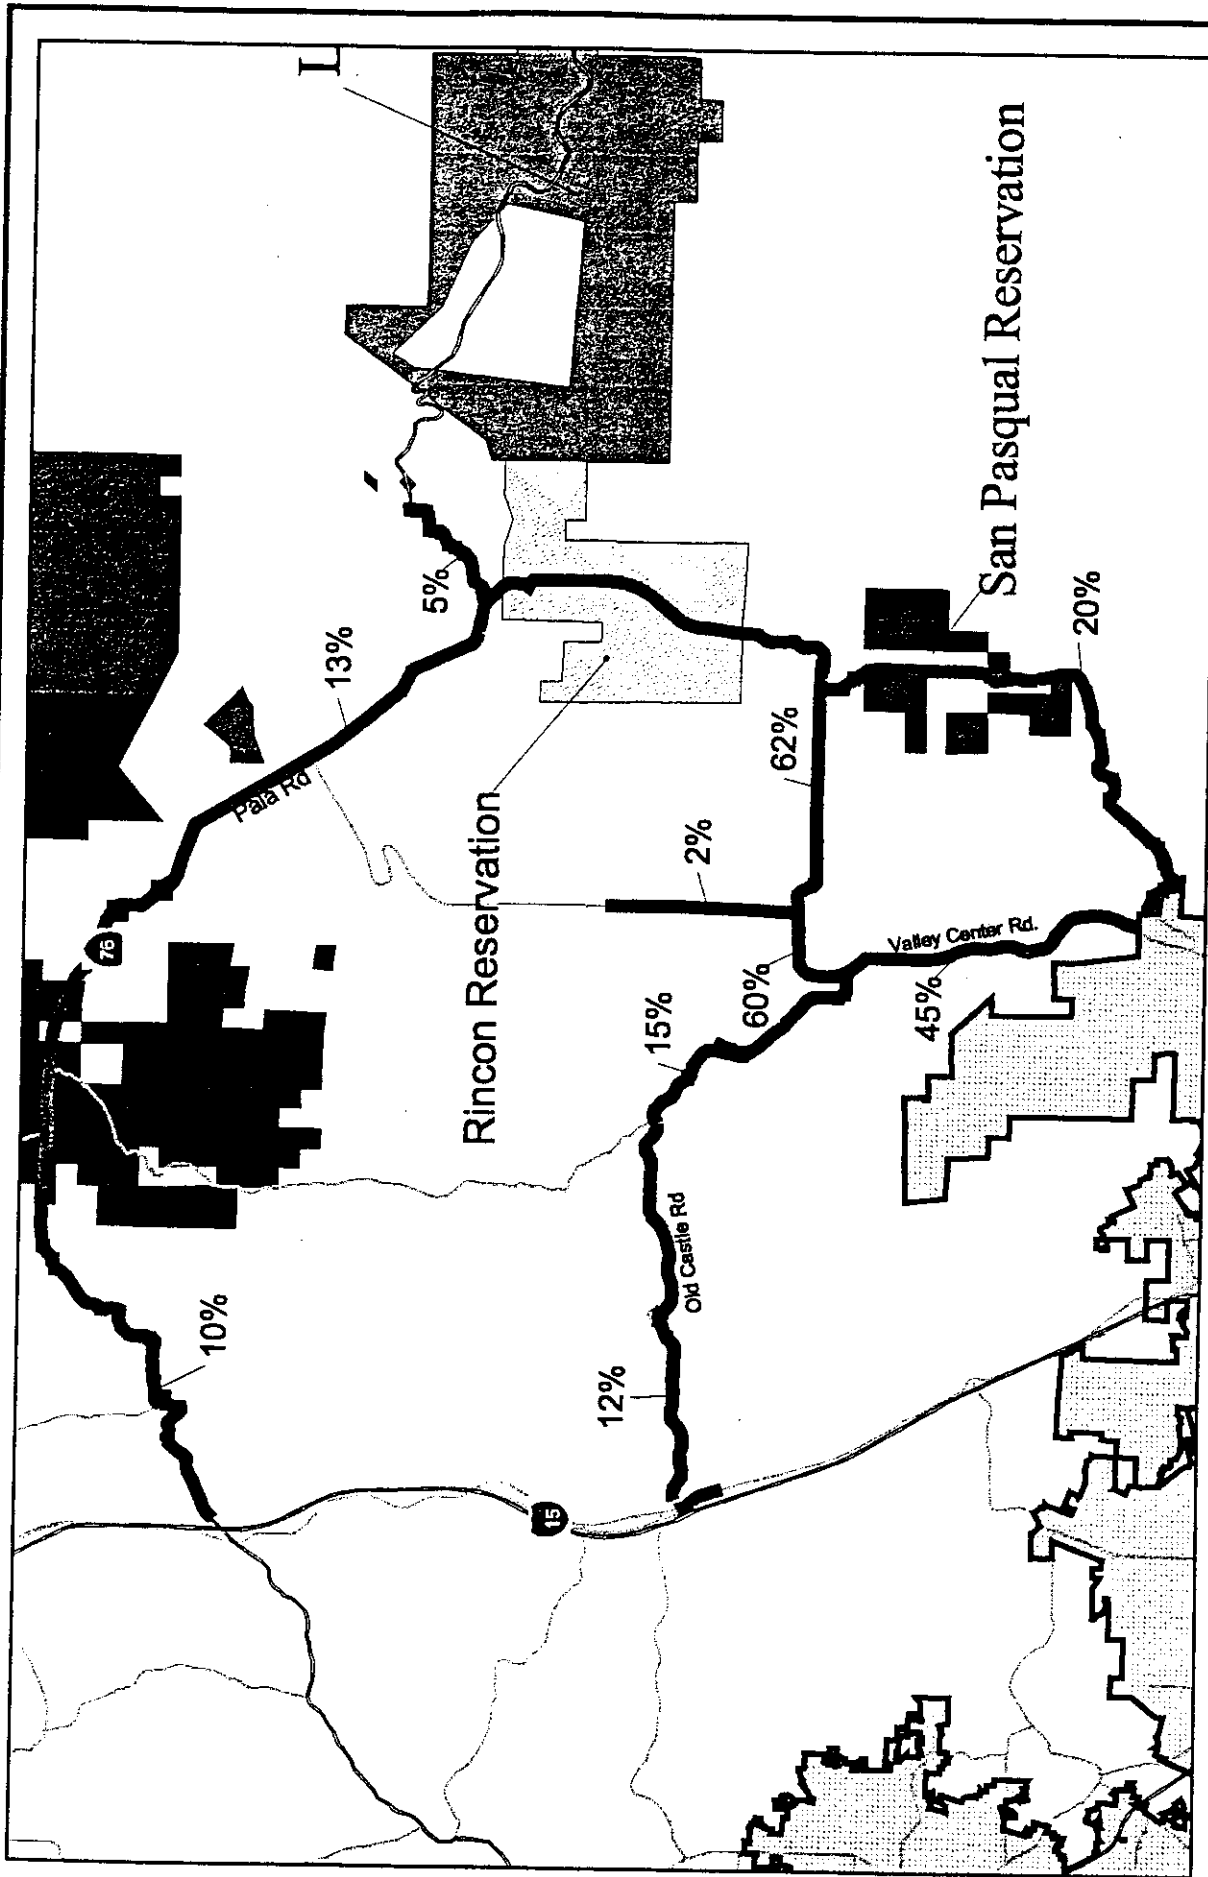 L
76
Pala Rd
13%
5%
10%
Rincon Reservation
San Pasqual Reservation
62%
2%
60%
15%
20%
Valley Center Rd.
45%
Old Castle Rd
12%
15